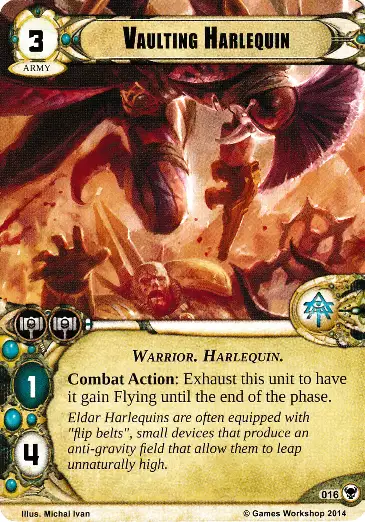 3
ARMY
VAULTING HARLEQUIN
WARRIOR. HARLEQUIN.
1
Combat Action: Exhaust this unit to have
it gain Flying until the end of the phase.
Eldar Harlequins are often equipped with
"flip belts", small devices that produce an
anti-gravity field that allow them to leap
unnaturally high.
4
016
Illus. Michal Ivan
© Games Workshop 2014